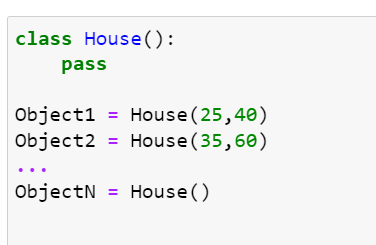 class House():
    pass
Object1 = House(25,40)
Object2 = House(35,60)
...
ObjectN = House()